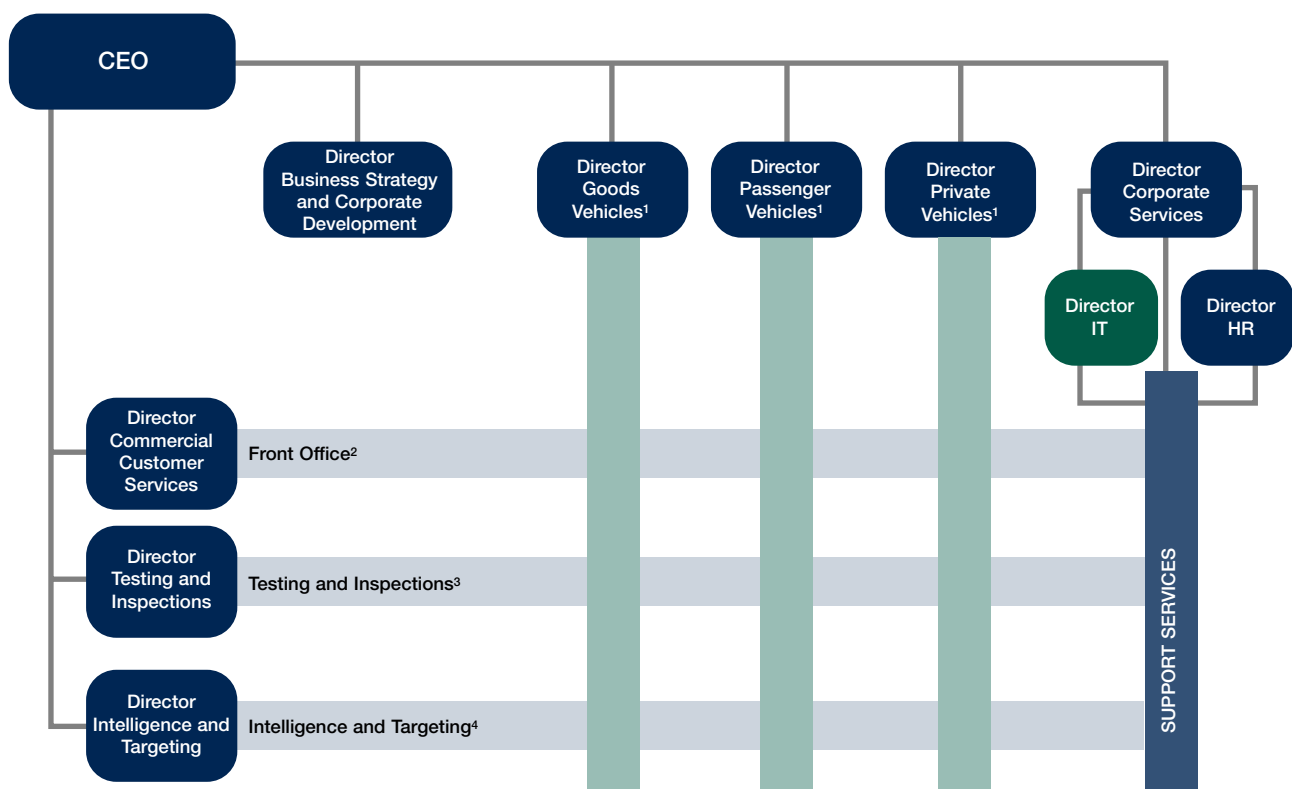 CEO
Director
Business Strategy
and Corporate
Development
Director
Goods
Vehicles¹
Director
Passenger
Vehicles¹
Director
Private
Vehicles¹
Director
Corporate
Services
Director
IT
Director
HR
Director
Commercial
Customer
Services
Front Office²
Director
Testing and
Inspections
Testing and Inspections³
Director
Intelligence and
Targeting
Intelligence and Targeting⁴
SUPPORT SERVICES